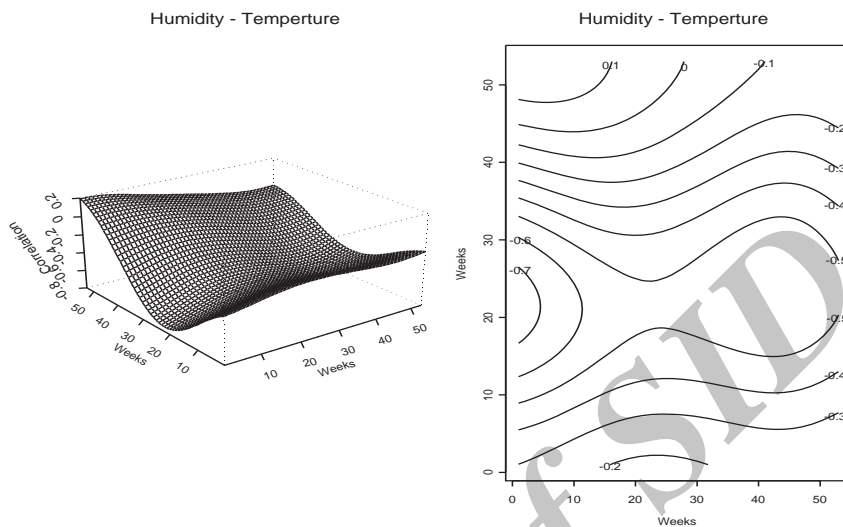 Humidity - Temperture
Correlation
-0.8 -0.6 -0.4 -0.2 0 0.2
50 40 30 20 10
Weeks
10 20 30 40 50
Weeks
Humidity - Temperture
Weeks
50
40
30
20
10
0
0.1 0 -0.1
-0.2
-0.3
-0.4
-0.6
-0.5
-0.7
-0.5
-0.4
-0.3
-0.2
0 10 20 30 40 50
Weeks
f SID